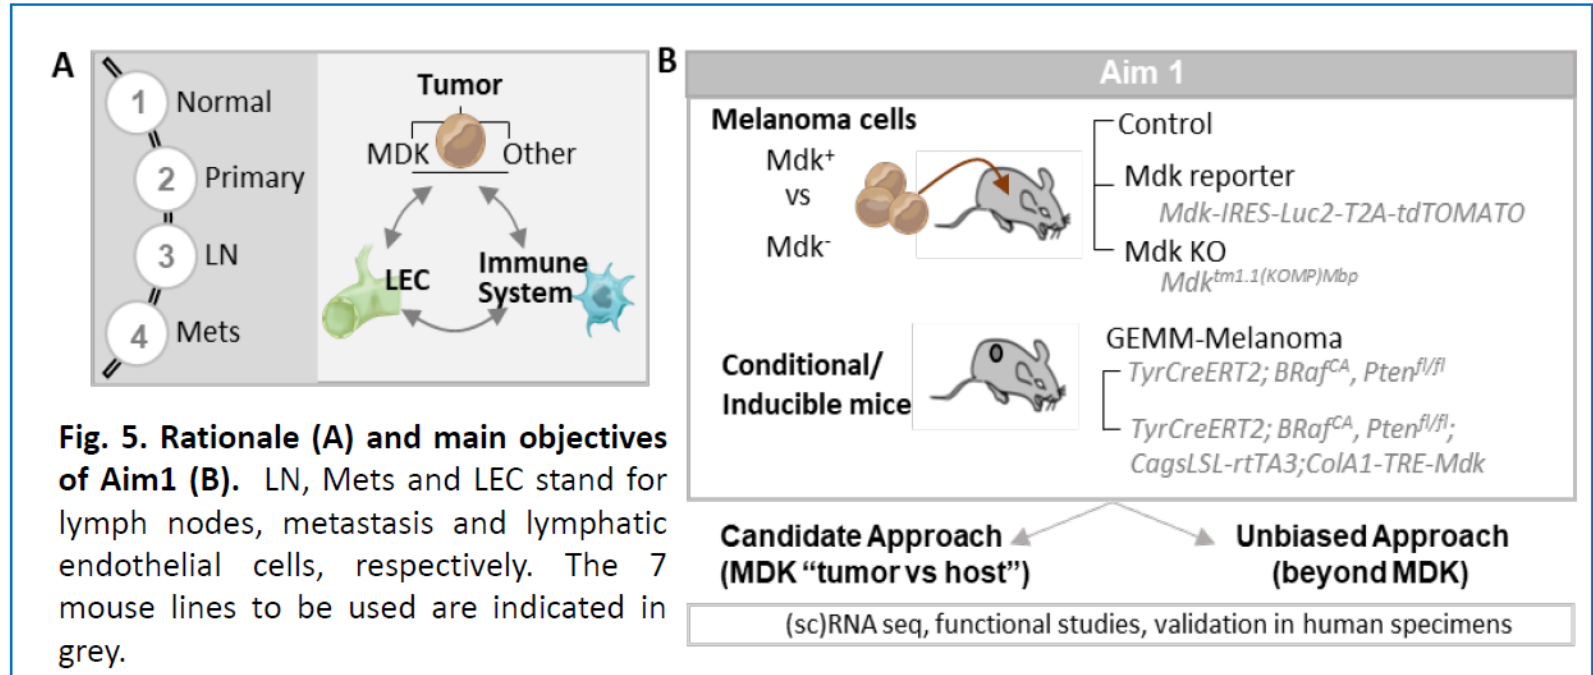 A
1 Normal
2 Primary
3 LN
4 Mets
Tumor
MDK Other
LEC
Immune
System
B
Aim 1
Melanoma cells
Mdk+
vs
Mdk-
Control
Mdk reporter
Mdk-IRES-Luc2-T2A-tdTOMATO
Mdk KO
Mdktm1.1(KOMP)Mbp
Conditional/
Inducible mice
GEMM-Melanoma
TyrCreERT2; BRafCA, Ptenfl/fl
TyrCreERT2; BRafCA, Ptenfl/fl;
CagsLSL-rtTA3;ColA1-TRE-Mdk
Candidate Approach
(MDK “tumor vs host”)
Unbiased Approach
(beyond MDK)
(sc)RNA seq, functional studies, validation in human specimens
Fig. 5. Rationale (A) and main objectives
of Aim1 (B). LN, Mets and LEC stand for
lymph nodes, metastasis and lymphatic
endothelial cells, respectively. The 7
mouse lines to be used are indicated in
grey.